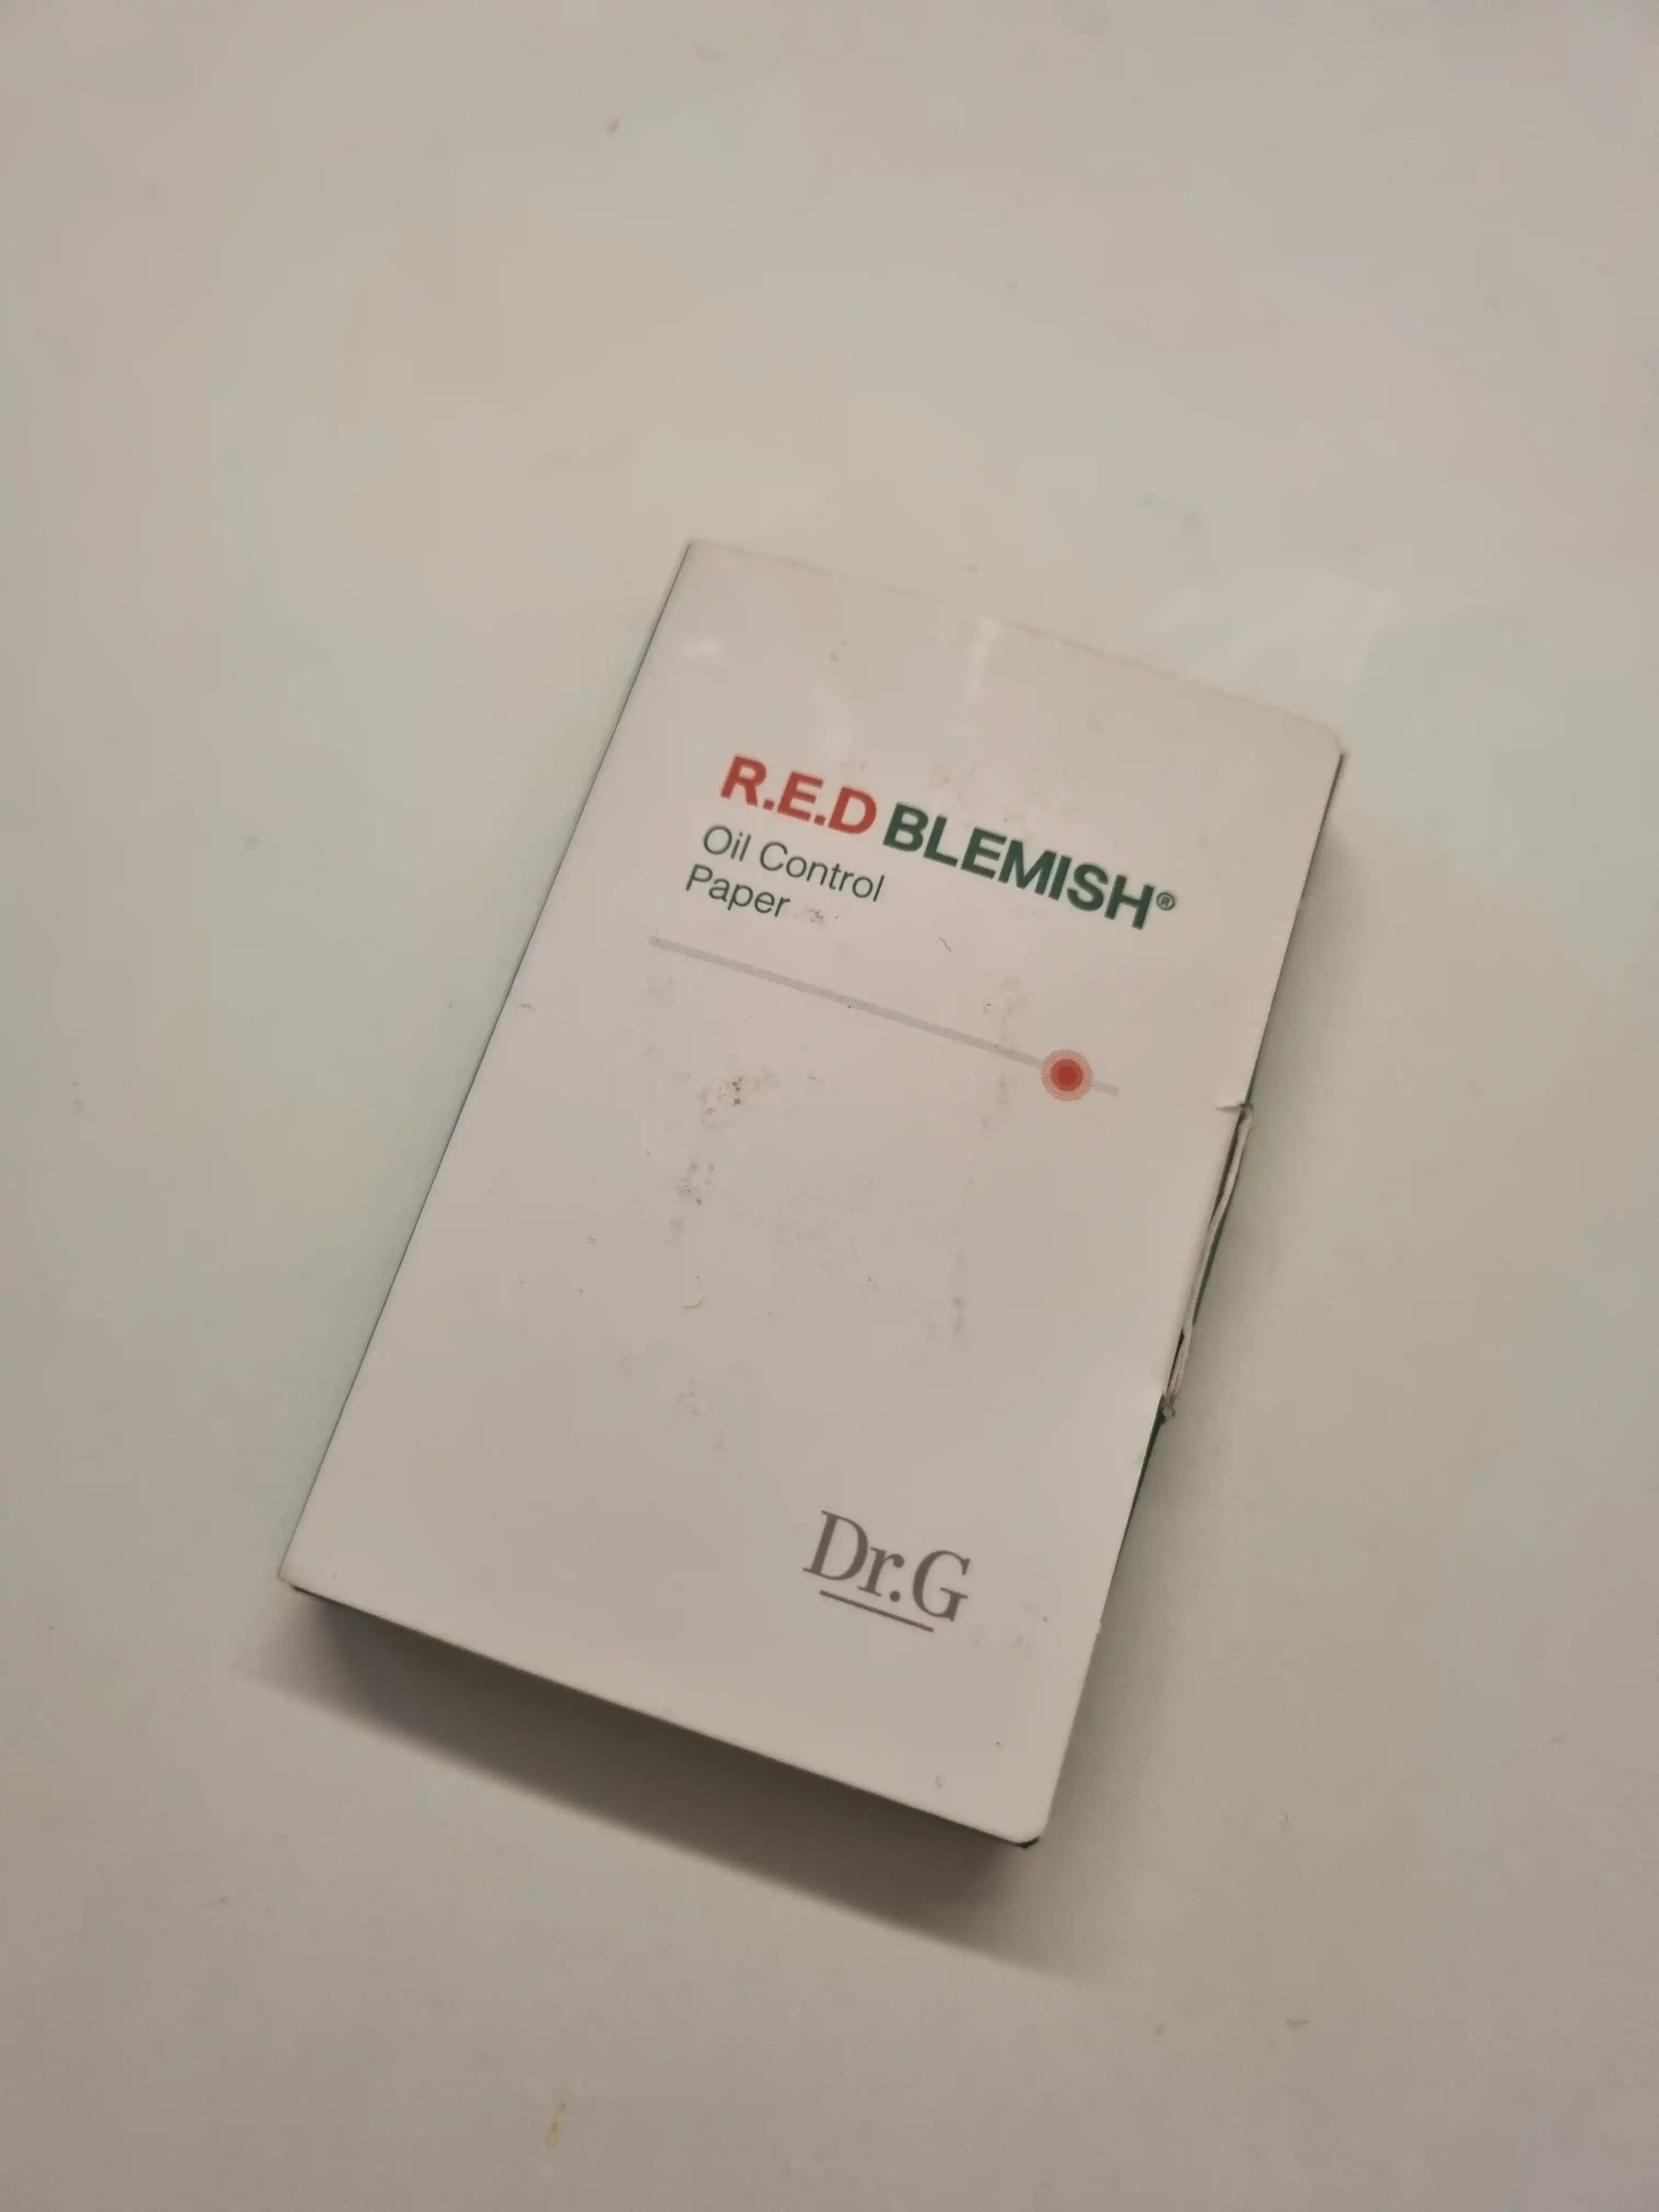 R.E.D BLEMISH®
Oil Control
Paper
Dr.G